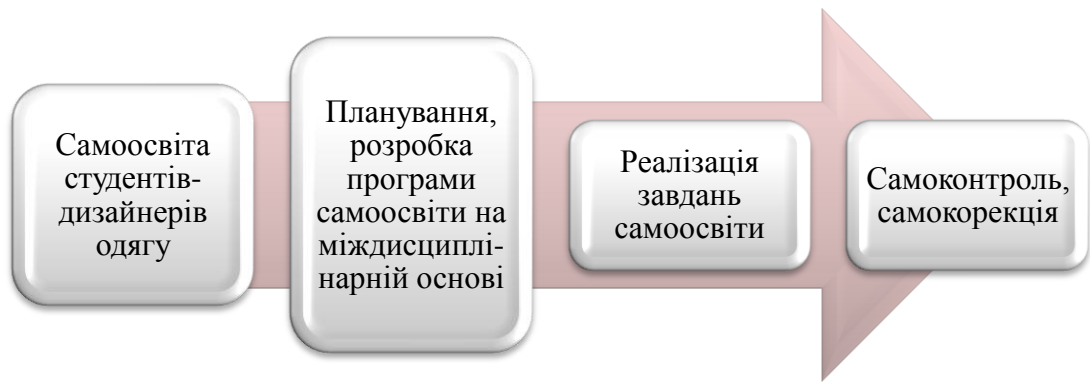 Самоосвіта
студентів-
дизайнерів
одягу
Планування,
розробка
програми
самоосвіти на
міждисциплі-
нарній основі
Реалізація
завдань
самоосвіти
Самоконтроль,
самокорекція